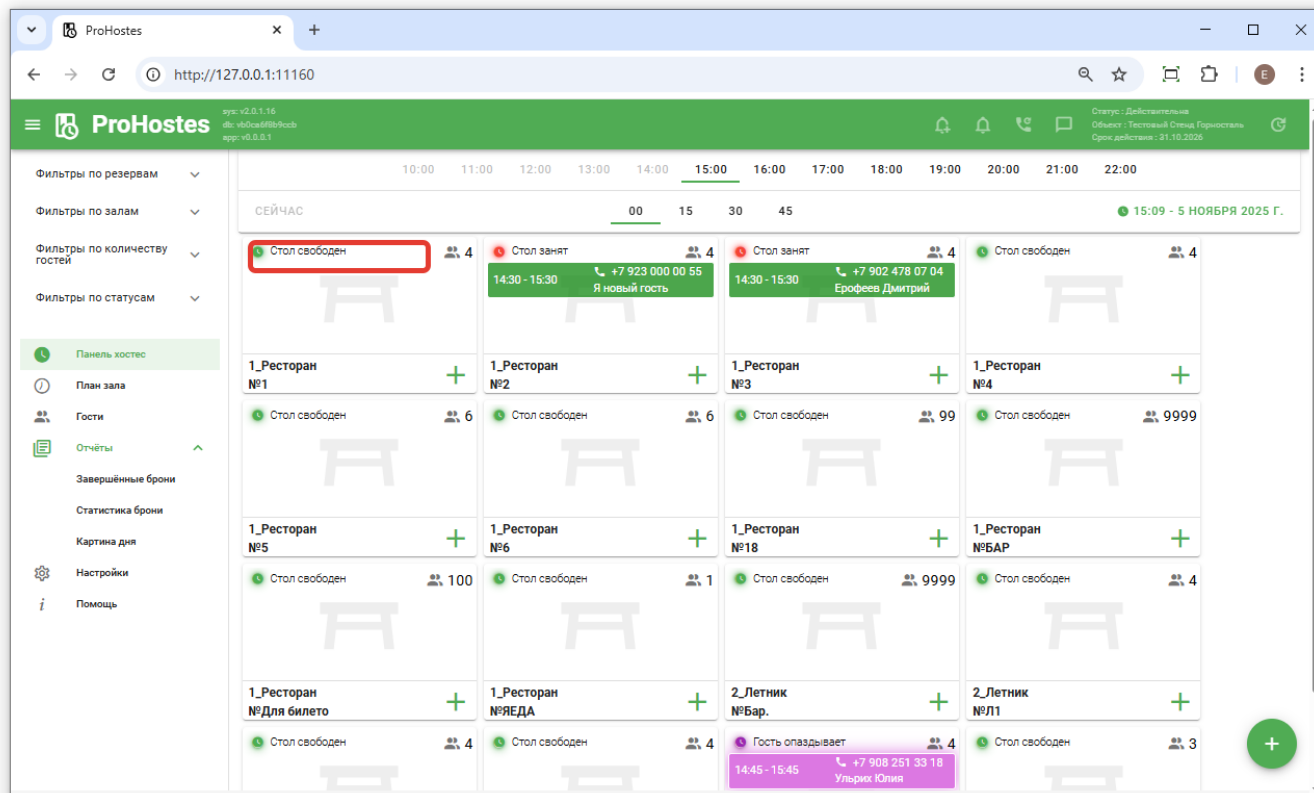 ProHostes
http://127.0.0.1:11160
E
ProHostes
sys: v2.0.1.16
app: v0.0.0.1
Статус : Действительна
Объект : Тестовый Стенд Горносталь
Срок действия : 31.10.2026
Фильтры по резервам
Фильтры по залам
Фильтры по количеству
гостей
Фильтры по статусам
Панель хостес
План зала
Гости
Отчёты
Завершённые брони
Статистика брони
Картина дня
Настройки
i Помощь
10:00 11:00 12:00 13:00 14:00 15:00 16:00 17:00 18:00 19:00 20:00 21:00 22:00
СЕЙЧАС 00 15 30 45 15:09 - 5 НОЯБРЯ 2025 Г.
Стол свободен 4
1_Ресторан
№1
Стол занят 4
14:30 - 15:30 +7 923 000 00 55
Я новый гость
1_Ресторан
№2
Стол занят 4
14:30 - 15:30 +7 902 478 07 04
Ерофеев Дмитрий
1_Ресторан
№3
Стол свободен 4
1_Ресторан
№4
Стол свободен 6
1_Ресторан
№5
Стол свободен 6
1_Ресторан
№6
Стол свободен 99
1_Ресторан
№18
Стол свободен 9999
1_Ресторан
№БАР
Стол свободен 100
1_Ресторан
№Для билето
Стол свободен 1
1_Ресторан
№ЯЕДА
Стол свободен 9999
2_Летник
№Бар.
Стол свободен 4
2_Летник
№Л1
Стол свободен 4
Стол свободен 4
Гость опаздывает 4
14:45 - 15:45 +7 908 251 33 18
Ульрих Юлия
Стол свободен 3